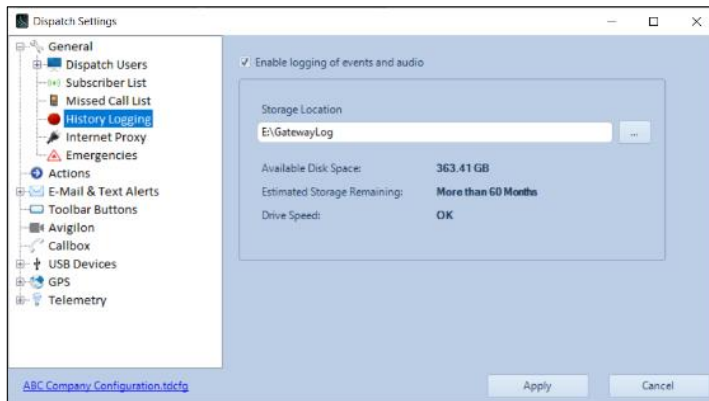 Dispatch Settings
General
Dispatch Users
Subscriber List
Missed Call List
History Logging
Internet Proxy
Emergencies
Actions
E-Mail & Text Alerts
Toolbar Buttons
Avigilon
Callbox
USB Devices
GPS
Telemetry
Enable logging of events and audio
Storage Location
E:\GatewayLog
...
Available Disk Space: 363.41 GB
Estimated Storage Remaining: More than 60 Months
Drive Speed: OK
ABC Company Configuration.tdcfg
Apply Cancel